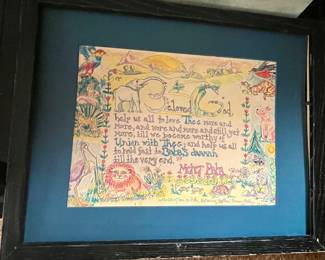 Beloved God,
help us all to love Thee more and
more, and more and more and still yet
more, till we become worthy of
Union with Thee; and help us all
to hold fast to Baba's daaman
till the very end.